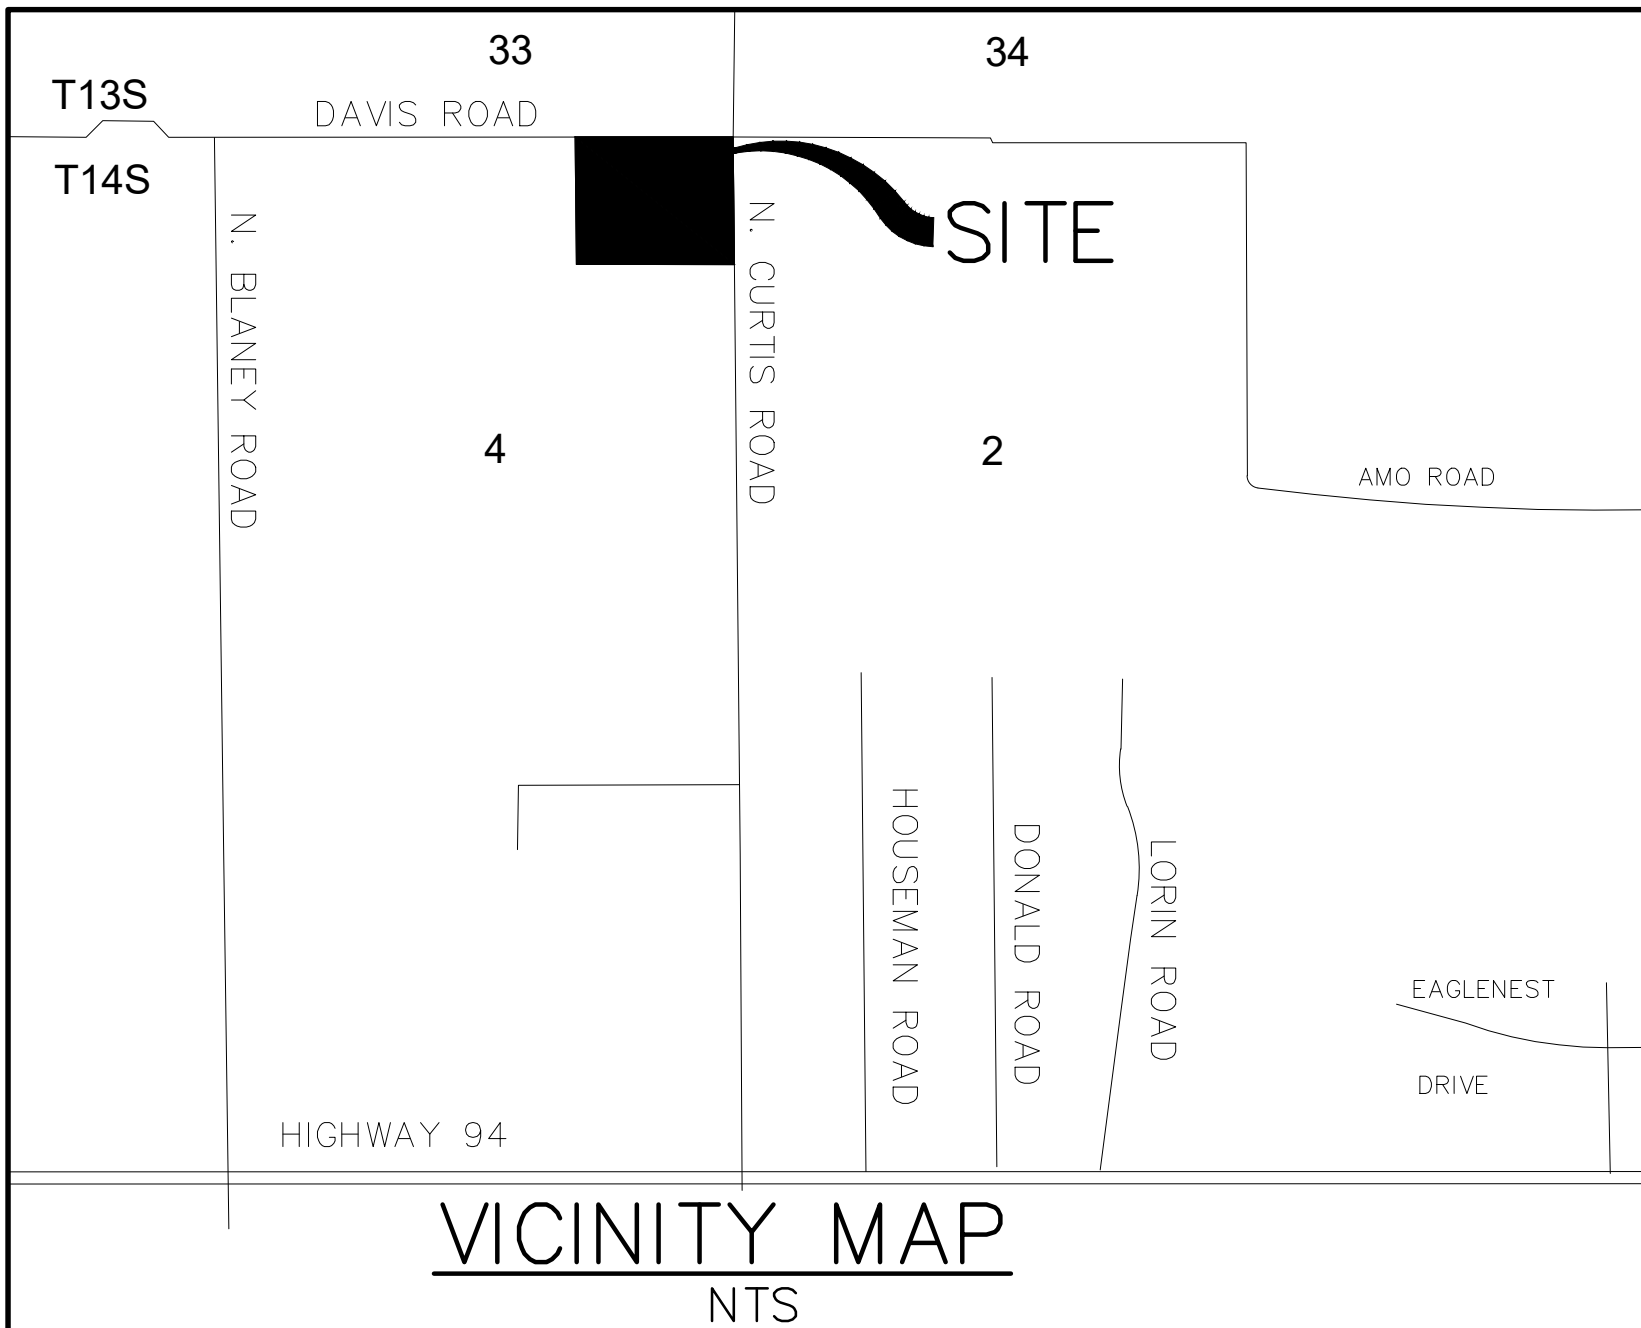 33
34
T13S
DAVIS ROAD
T14S
SITE
N. BLANEY ROAD
N. CURTIS ROAD
4
2
AMO ROAD
HOUSEMAN ROAD
DONALD ROAD
LORIN ROAD
EAGLENEST
DRIVE
HIGHWAY 94
VICINITY MAP
NTS